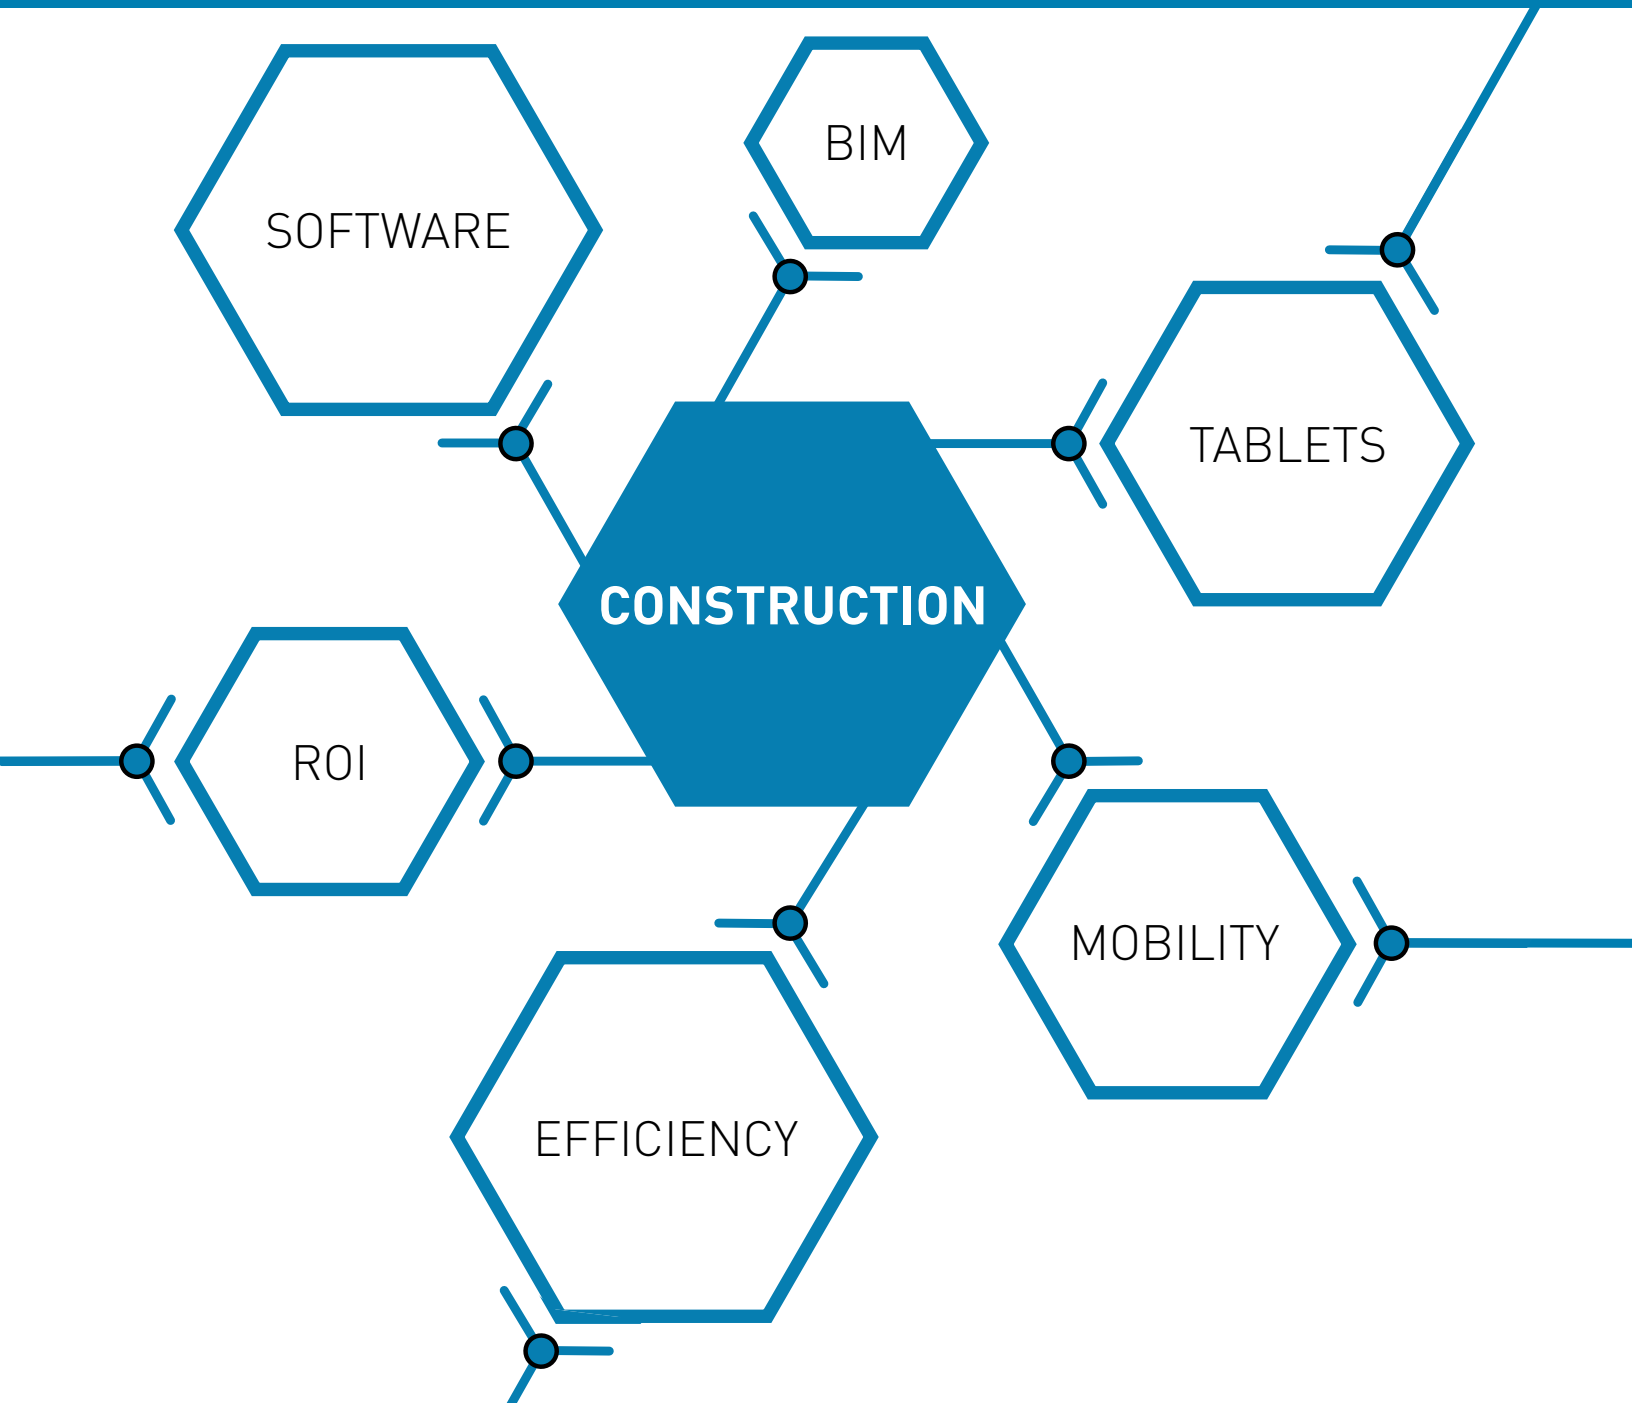 BIM
SOFTWARE
TABLETS
CONSTRUCTION
ROI
MOBILITY
EFFICIENCY